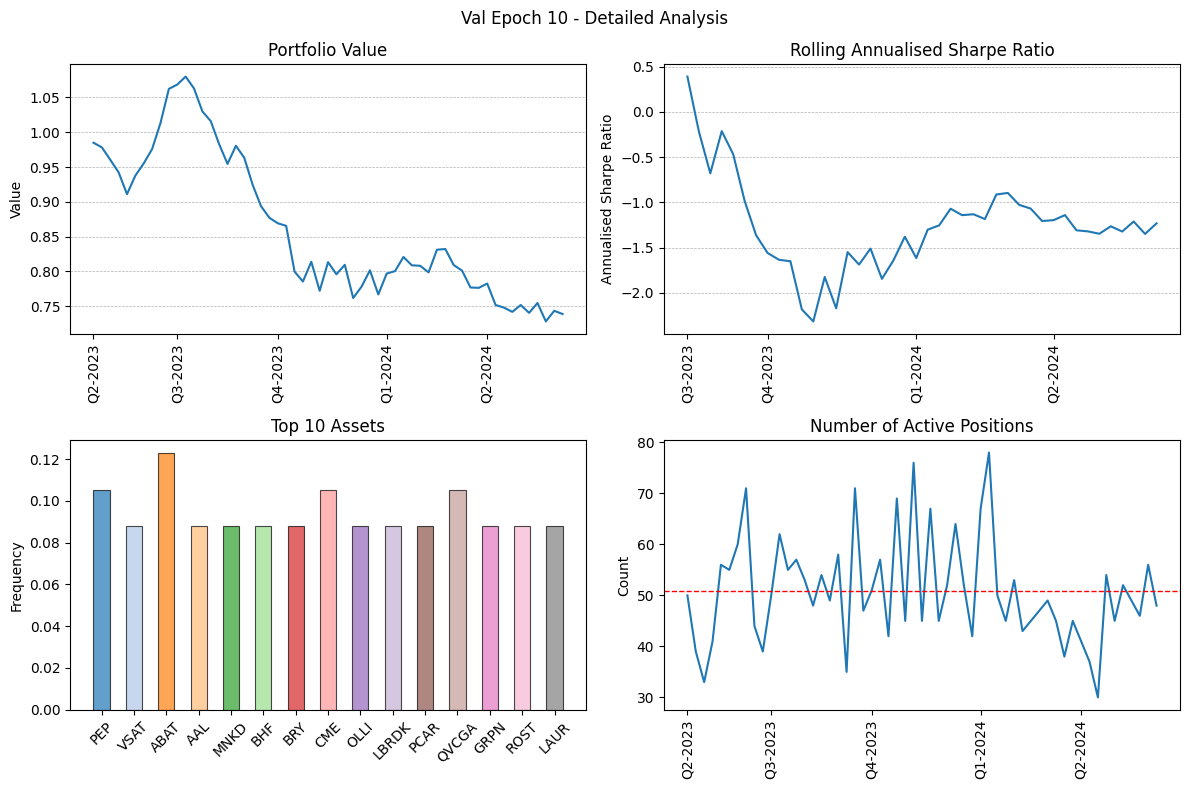 Val Epoch 10 - Detailed Analysis
Portfolio Value
Value
1.05
1.00
0.95
0.90
0.85
0.80
0.75
Q2-2023
Q3-2023
Q4-2023
Q1-2024
Q2-2024
Rolling Annualised Sharpe Ratio
Annualised Sharpe Ratio
0.5
0.0
−0.5
−1.0
−1.5
−2.0
Q3-2023
Q4-2023
Q1-2024
Q2-2024
Top 10 Assets
Frequency
0.12
0.10
0.08
0.06
0.04
0.02
0.00
PEP
VSAT
ABAT
AAL
MNKD
BHF
BRY
CME
OLLI
LBRDK
PCAR
QVCGA
GRPN
ROST
LAUR
Number of Active Positions
Count
80
70
60
50
40
30
Q2-2023
Q3-2023
Q4-2023
Q1-2024
Q2-2024